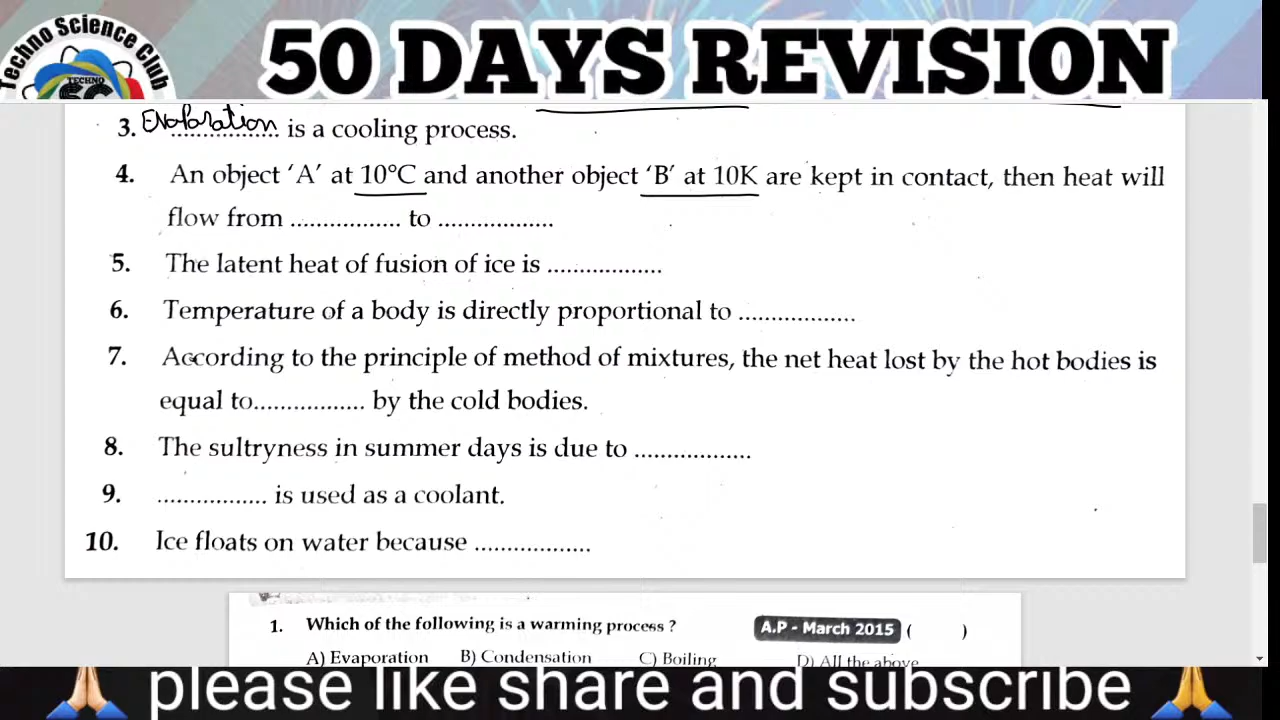 Techno Science Club
TECHNO
SC
50 DAYS REVISION
3. Evaporation is a cooling process.
4. An object 'A' at 10°C and another object 'B' at 10K are kept in contact, then heat will
flow from .................. to ..................
5. The latent heat of fusion of ice is ..................
6. Temperature of a body is directly proportional to ..................
7. According to the principle of method of mixtures, the net heat lost by the hot bodies is
equal to.................. by the cold bodies.
8. The sultryness in summer days is due to ..................
9. .................. is used as a coolant.
10. Ice floats on water because ..................
1. Which of the following is a warming process ? A.P - March 2015 ( )
A) Evaporation B) Condensation C) Boiling D) All the above
please like share and subscribe